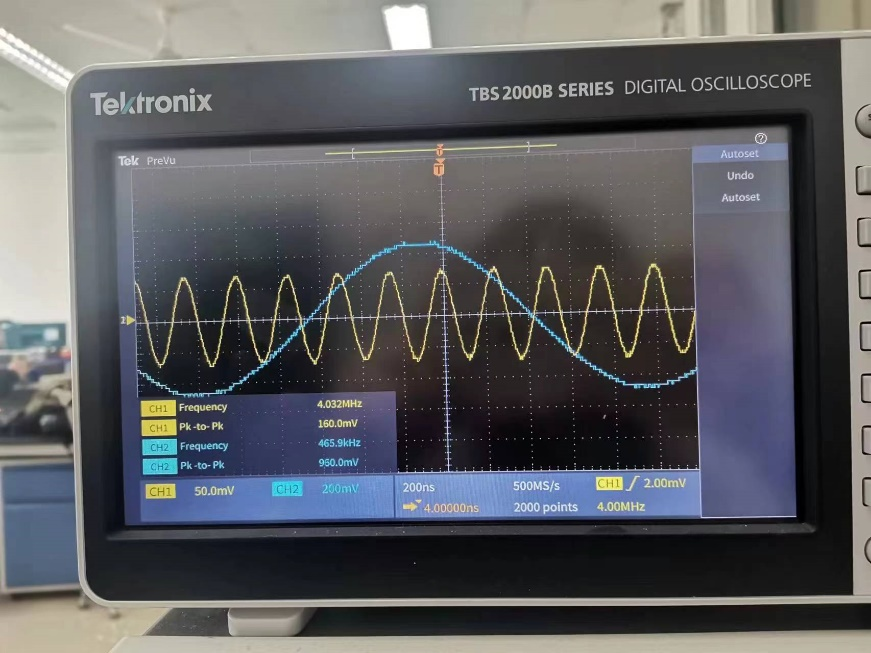 Tektronix
TBS 2000B SERIES DIGITAL OSCILLOSCOPE
Tek PreVu
T
T
?
Autoset
Undo
Autoset
2
CH1 Frequency 4.032MHz
CH1 Pk-to-Pk 160.0mV
CH2 Frequency 465.9kHz
CH2 Pk-to-Pk 960.0mV
CH1 50.0mV CH2 200mV
200ns 500MS/s CH1 2.00mV
4.00000ns 2000 points 4.00MHz